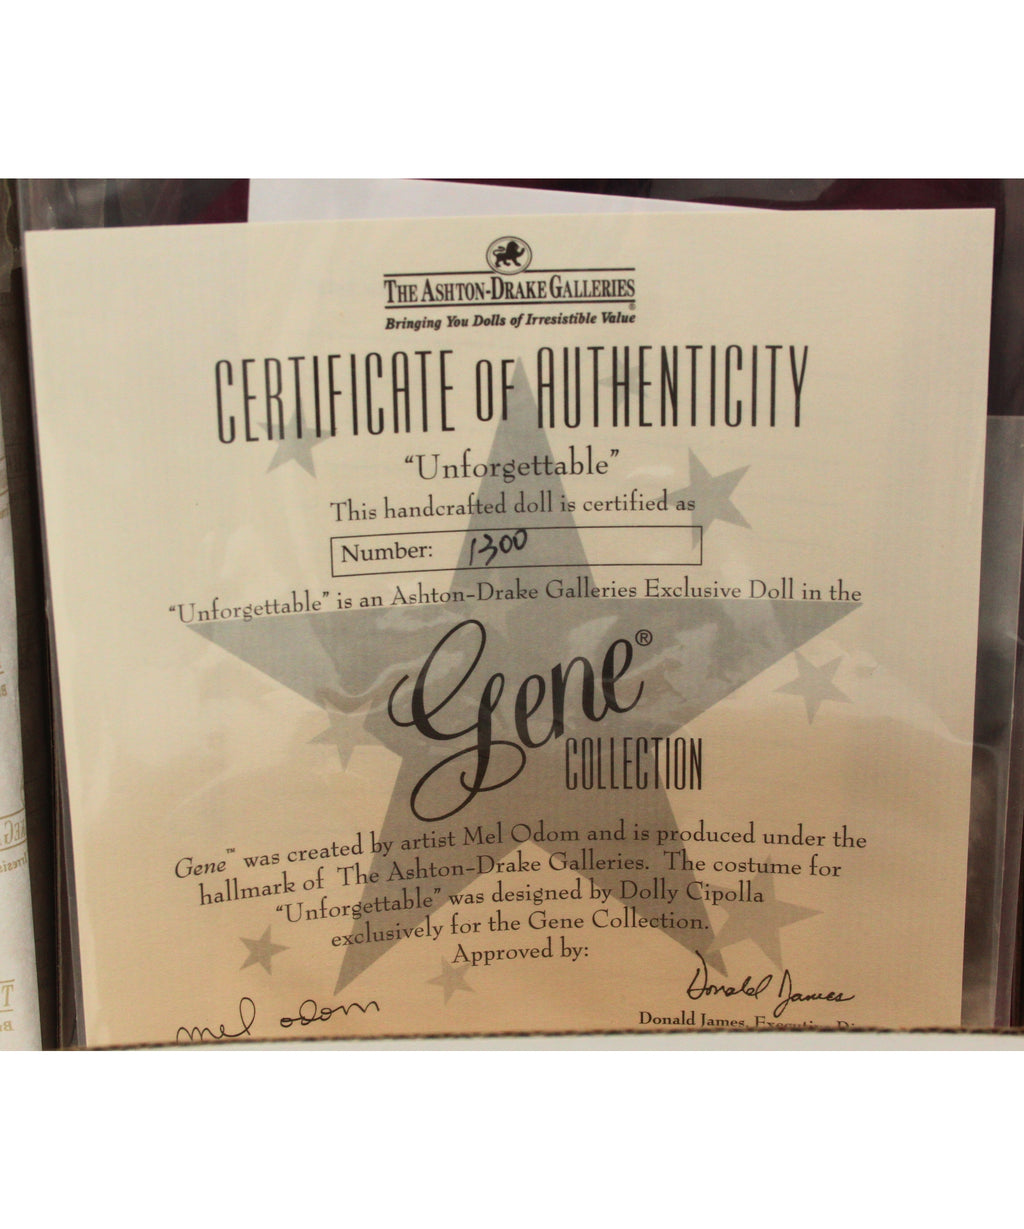 THE ASHTON-DRAKE GALLERIES
®
Bringing You Dolls of Irresistible Value
CERTIFICATE OF AUTHENTICITY
“Unforgettable”
This handcrafted doll is certified as
Number: 1300
“Unforgettable” is an Ashton-Drake Galleries Exclusive Doll in the
Gene®
COLLECTION
Gene™ was created by artist Mel Odom and is produced under the
hallmark of The Ashton-Drake Galleries. The costume for
“Unforgettable” was designed by Dolly Cipolla
exclusively for the Gene Collection.
Approved by:
mel odom
Donald James
Donald James, Executive